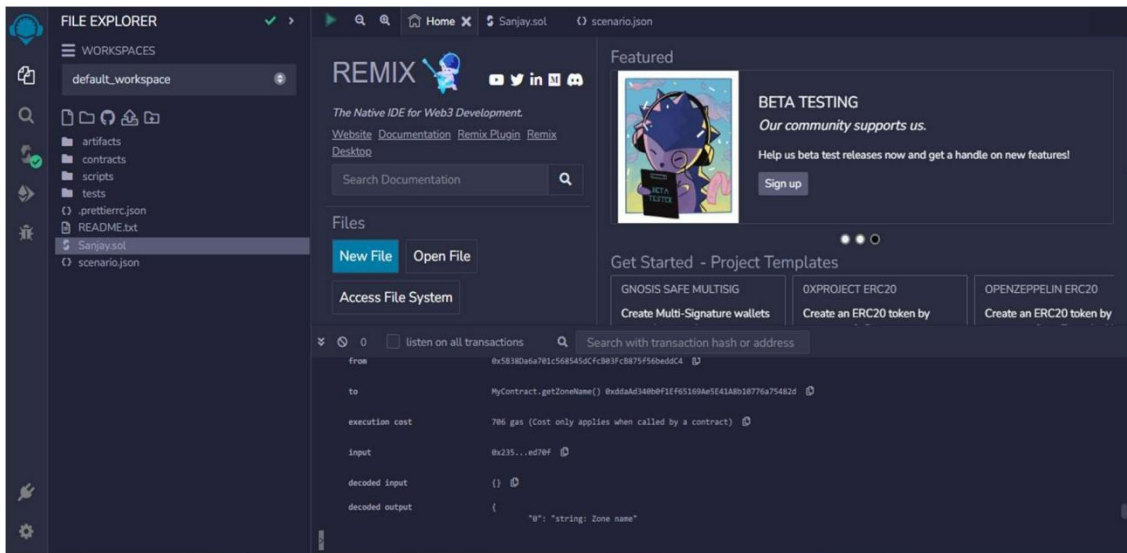 FILE EXPLORER
WORKSPACES
default_workspace
artifacts
contracts
scripts
tests
.prettierrc.json
README.txt
Sanjay.sol
scenario.json
Home
Sanjay.sol
scenario.json
REMIX
The Native IDE for Web3 Development.
Website Documentation Remix Plugin Remix
Desktop
Search Documentation
Files
New File Open File
Access File System
Featured
BETA
TESTER
BETA TESTING
Our community supports us.
Help us beta test releases now and get a handle on new features!
Sign up
Get Started - Project Templates
GNOSIS SAFE MULTISIG
Create Multi-Signature wallets
0XPROJECT ERC20
Create an ERC20 token by
OPENZEPPELIN ERC20
Create an ERC20 token by
0 listen on all transactions Search with transaction hash or address
from 0x5B38Da6a701c568545dCfcB03FcB875f56beddC4
to MyContract.getZoneName() 0xddaAd340b0f1Ef65169Ae5E41A8b10776a75482d
execution cost 706 gas (Cost only applies when called by a contract)
input 0x235...ed70f
decoded input {}
decoded output {
"0": "string: Zone name"